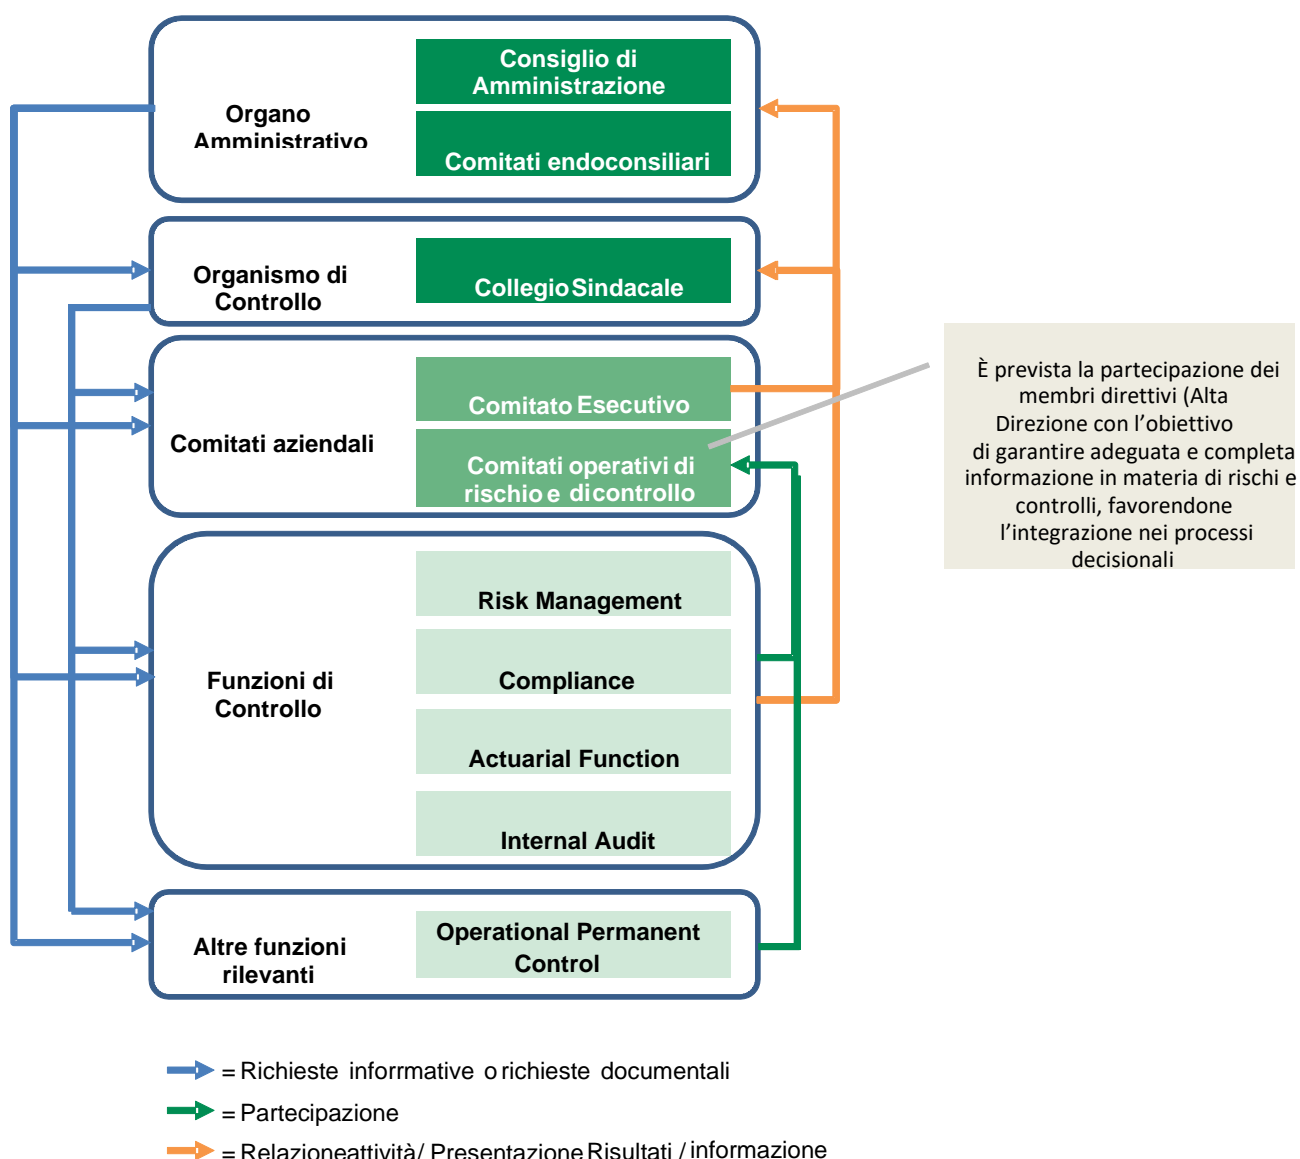 Organo
Amministrativo
Consiglio di
Amministrazione
Comitati endoconsiliari
Organismo di
Controllo
Collegio Sindacale
Comitati aziendali
Comitato Esecutivo
Comitati operativi di
rischio e di controllo
È prevista la partecipazione dei
membri direttivi (Alta
Direzione con l’obiettivo
di garantire adeguata e completa
informazione in materia di rischi e
controlli, favorendone
l’integrazione nei processi
decisionali
Funzioni di
Controllo
Risk Management
Compliance
Actuarial Function
Internal Audit
Altre funzioni
rilevanti
Operational Permanent
Control
= Richieste inforrmative o richieste documentali
= Partecipazione
= Relazioneattività/ Presentazione Risultati / informazione